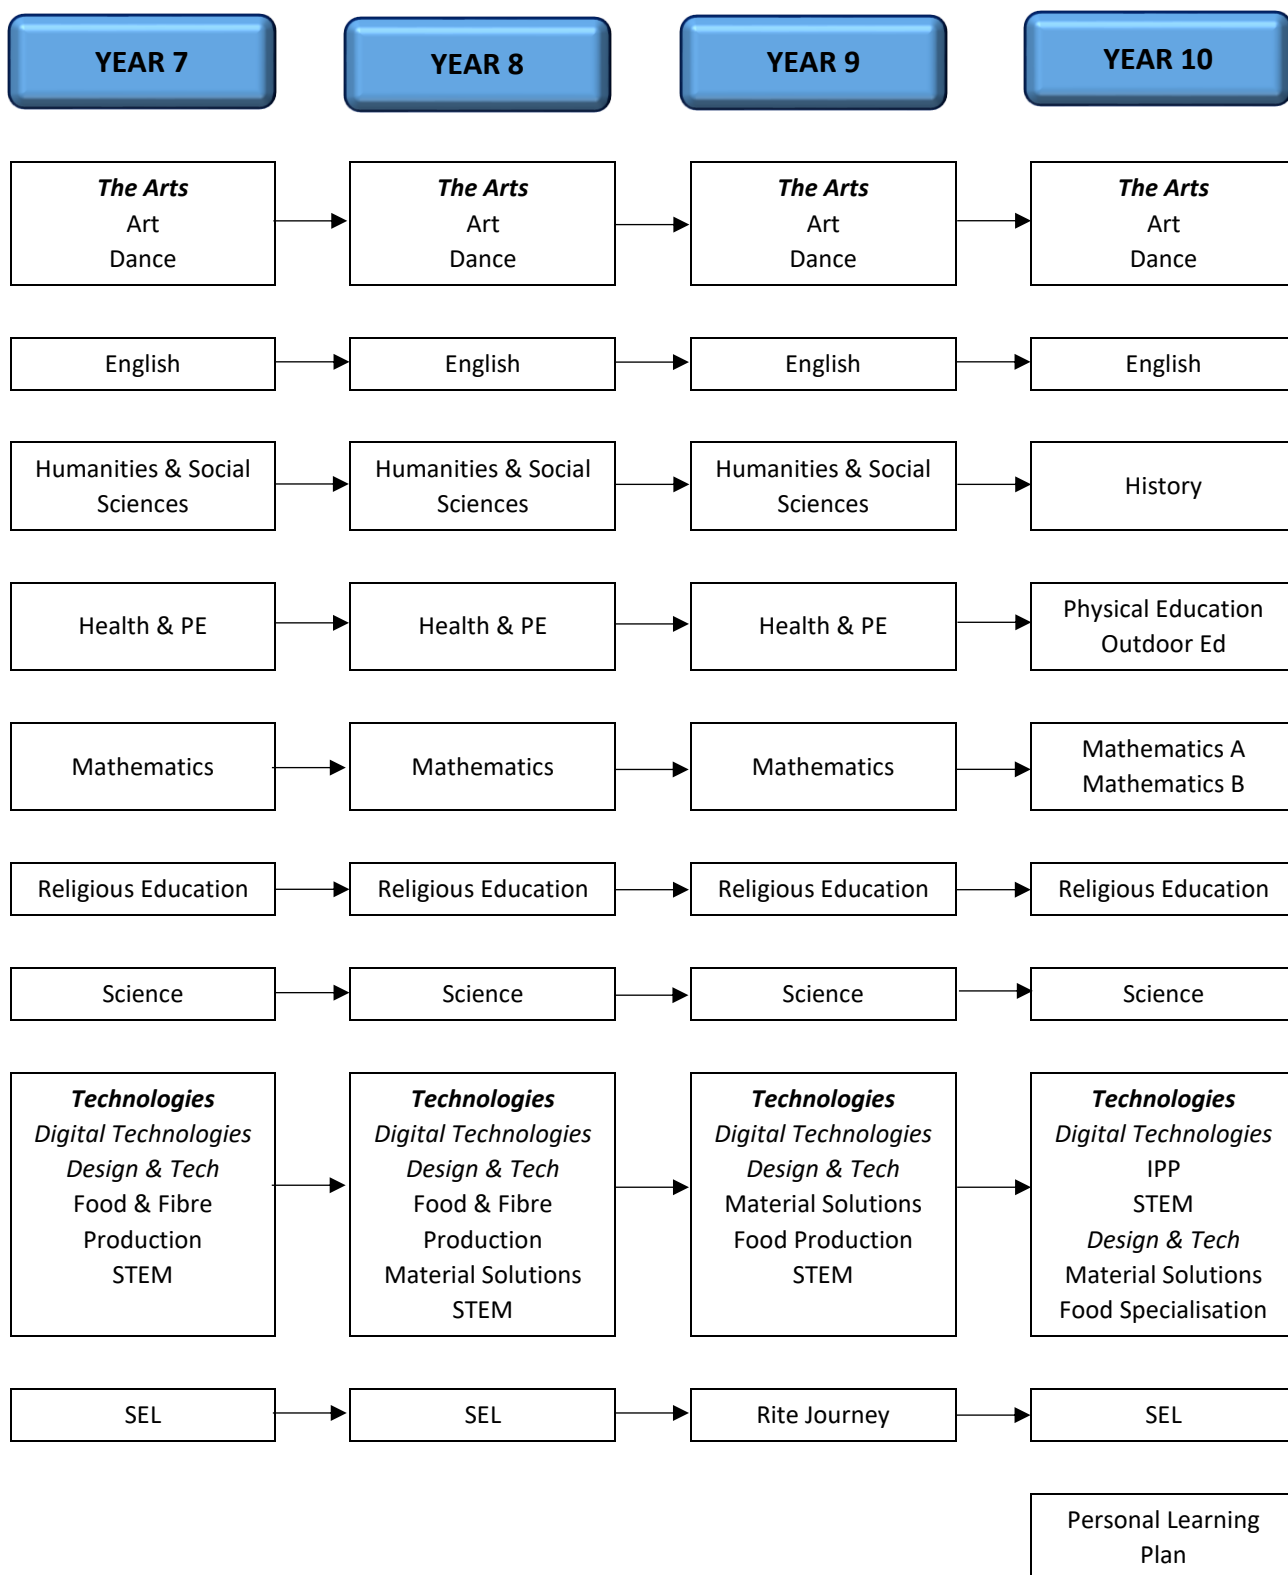 YEAR 7
YEAR 8
YEAR 9
YEAR 10
The Arts
Art
Dance
The Arts
Art
Dance
The Arts
Art
Dance
The Arts
Art
Dance
English
English
English
English
Humanities & Social
Sciences
Humanities & Social
Sciences
Humanities & Social
Sciences
History
Health & PE
Health & PE
Health & PE
Physical Education
Outdoor Ed
Mathematics
Mathematics
Mathematics
Mathematics A
Mathematics B
Religious Education
Religious Education
Religious Education
Religious Education
Science
Science
Science
Science
Technologies
Digital Technologies
Design & Tech
Food & Fibre
Production
STEM
Technologies
Digital Technologies
Design & Tech
Food & Fibre
Production
Material Solutions
STEM
Technologies
Digital Technologies
Design & Tech
Material Solutions
Food Production
STEM
Technologies
Digital Technologies
IPP
STEM
Design & Tech
Material Solutions
Food Specialisation
SEL
SEL
Rite Journey
SEL
Personal Learning
Plan